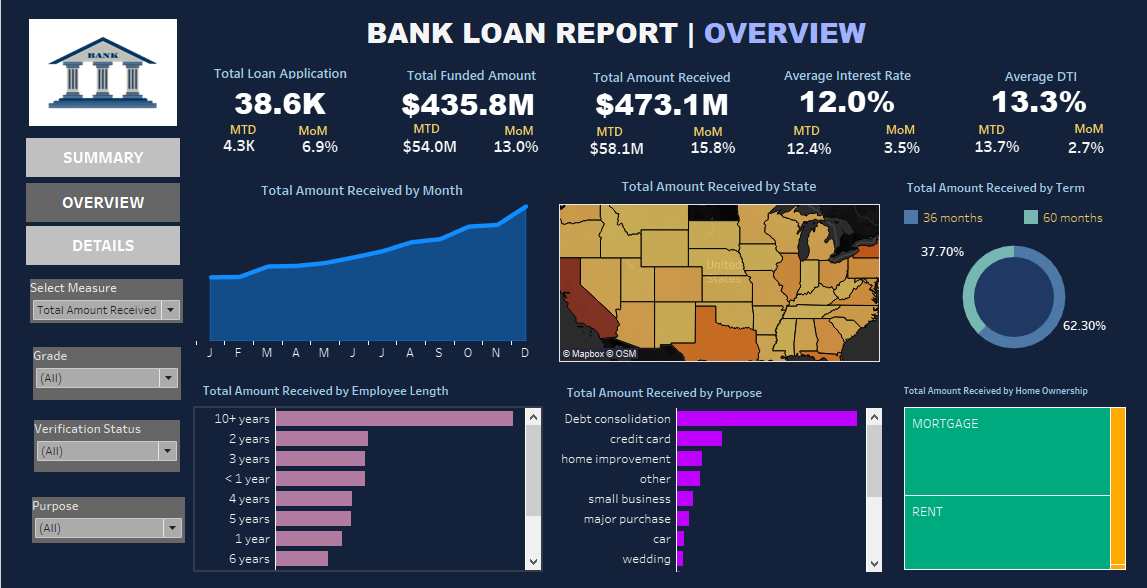 BANK LOAN REPORT | OVERVIEW
BANK
SUMMARY
OVERVIEW
DETAILS
Select Measure
Total Amount Received
Grade
(All)
Verification Status
(All)
Purpose
(All)
Total Loan Application
38.6K
MTD MoM
4.3K 6.9%
Total Funded Amount
$435.8M
MTD MoM
$54.0M 13.0%
Total Amount Received
$473.1M
MTD MoM
$58.1M 15.8%
Average Interest Rate
12.0%
MTD MoM
12.4% 3.5%
Average DTI
13.3%
MTD MoM
13.7% 2.7%
Total Amount Received by Month
J F M A M J J A S O N D
Total Amount Received by State
United
States
© Mapbox © OSM
Total Amount Received by Term
36 months 60 months
37.70%
62.30%
Total Amount Received by Employee Length
10+ years
2 years
3 years
< 1 year
4 years
5 years
1 year
6 years
Total Amount Received by Purpose
Debt consolidation
credit card
home improvement
other
small business
major purchase
car
wedding
Total Amount Received by Home Ownership
MORTGAGE
RENT